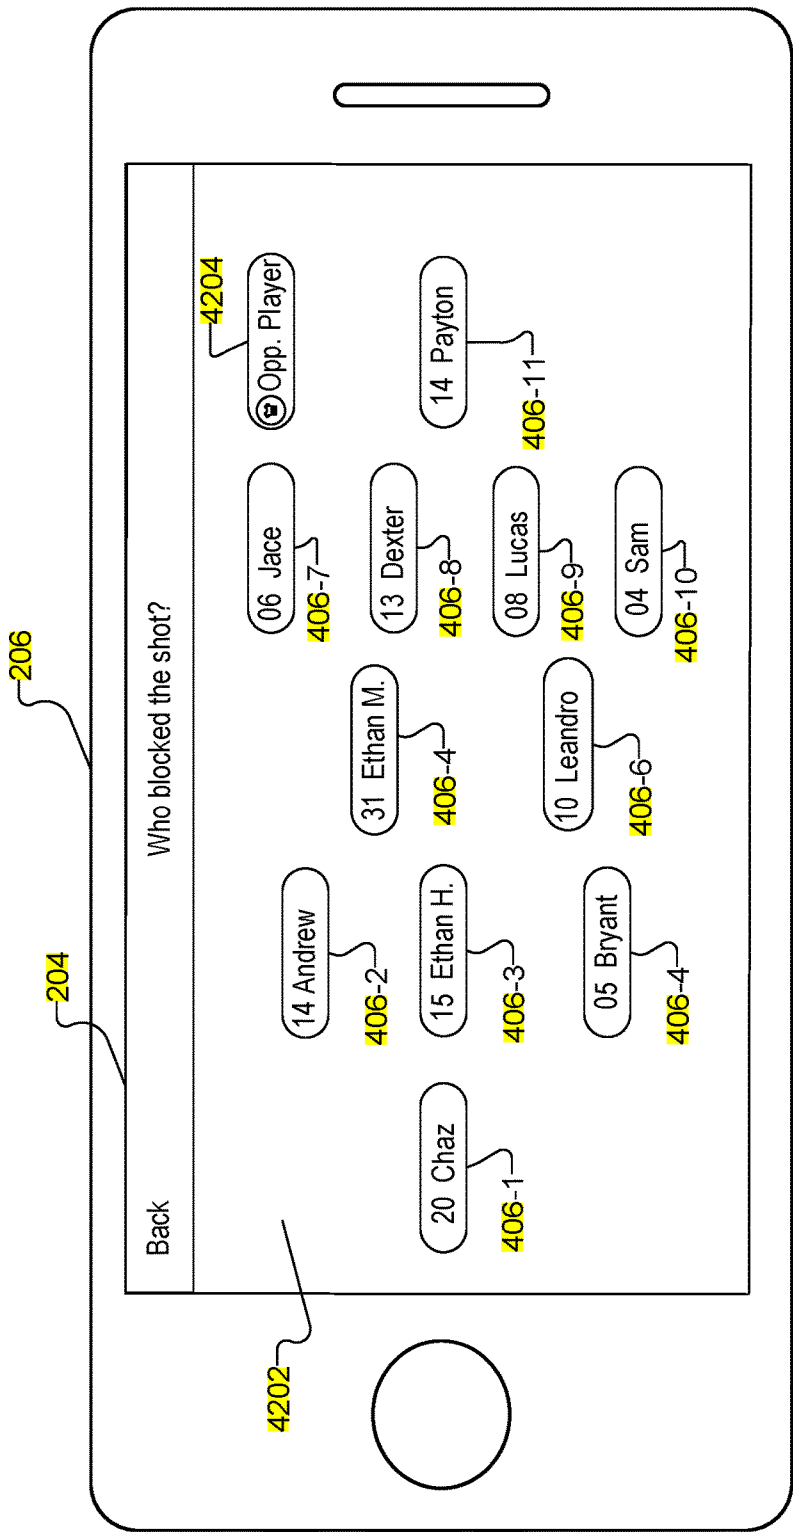 206
204
Back
Who blocked the shot?
4202
4204
14 Andrew
406-2
31 Ethan M.
406-4
06 Jace
406-7
Opp. Player
20 Chaz
406-1
15 Ethan H.
406-3
13 Dexter
406-8
14 Payton
406-11
05 Bryant
406-4
10 Leandro
406-6
08 Lucas
406-9
04 Sam
406-10